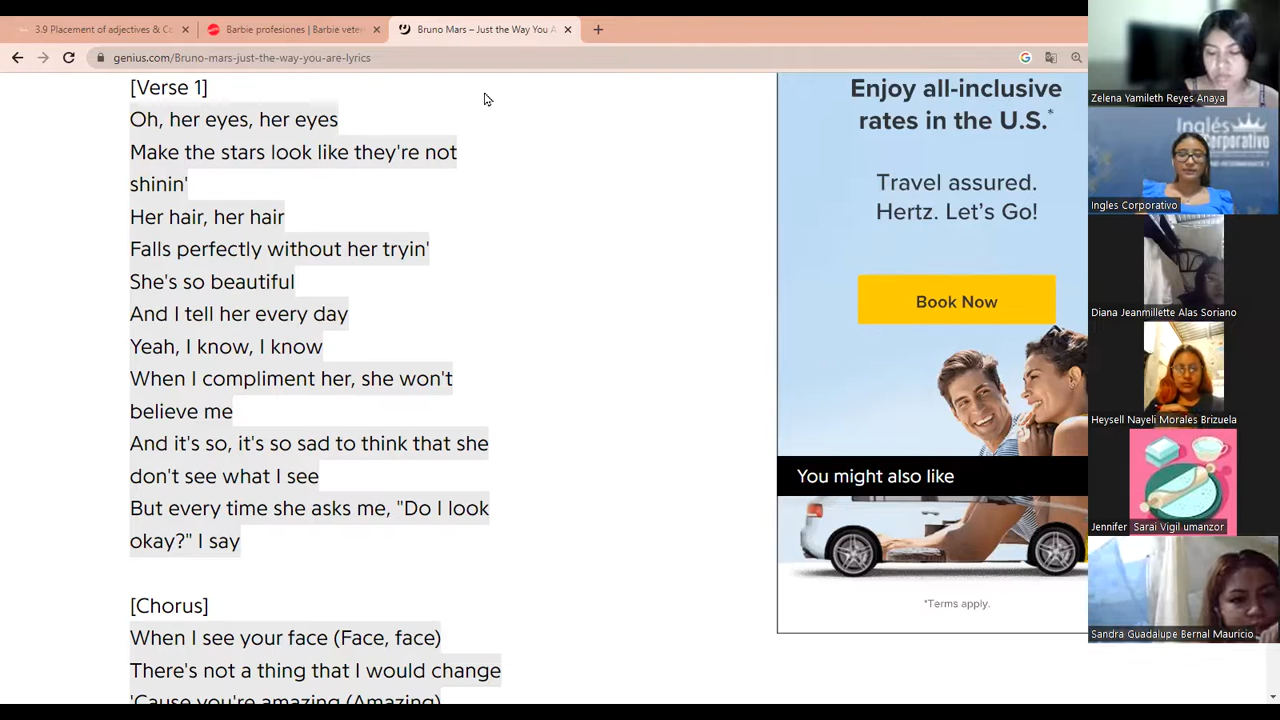 3.9 Placement of adjectives & Co
Barbie profesiones | Barbie veter
Bruno Mars – Just the Way You A
genius.com/Bruno-mars-just-the-way-you-are-lyrics
[Verse 1]
Oh, her eyes, her eyes
Make the stars look like they're not
shinin'
Her hair, her hair
Falls perfectly without her tryin'
She's so beautiful
And I tell her every day
Yeah, I know, I know
When I compliment her, she won't
believe me
And it's so, it's so sad to think that she
don't see what I see
But every time she asks me, "Do I look
okay?" I say
[Chorus]
When I see your face (Face, face)
There's not a thing that I would change
'Cause you're amazing (Amazing)
Enjoy all-inclusive
rates in the U.S.*
Travel assured.
Hertz. Let's Go!
Book Now
You might also like
*Terms apply.
Zelena Yamileth Reyes Anaya
Inglés
Corporativo
Ingles Corporativo
Diana Jeanmillette Alas Soriano
Heysell Nayeli Morales Brizuela
Jennifer Sarai Vigil umanzor
Sandra Guadalupe Bernal Mauricio